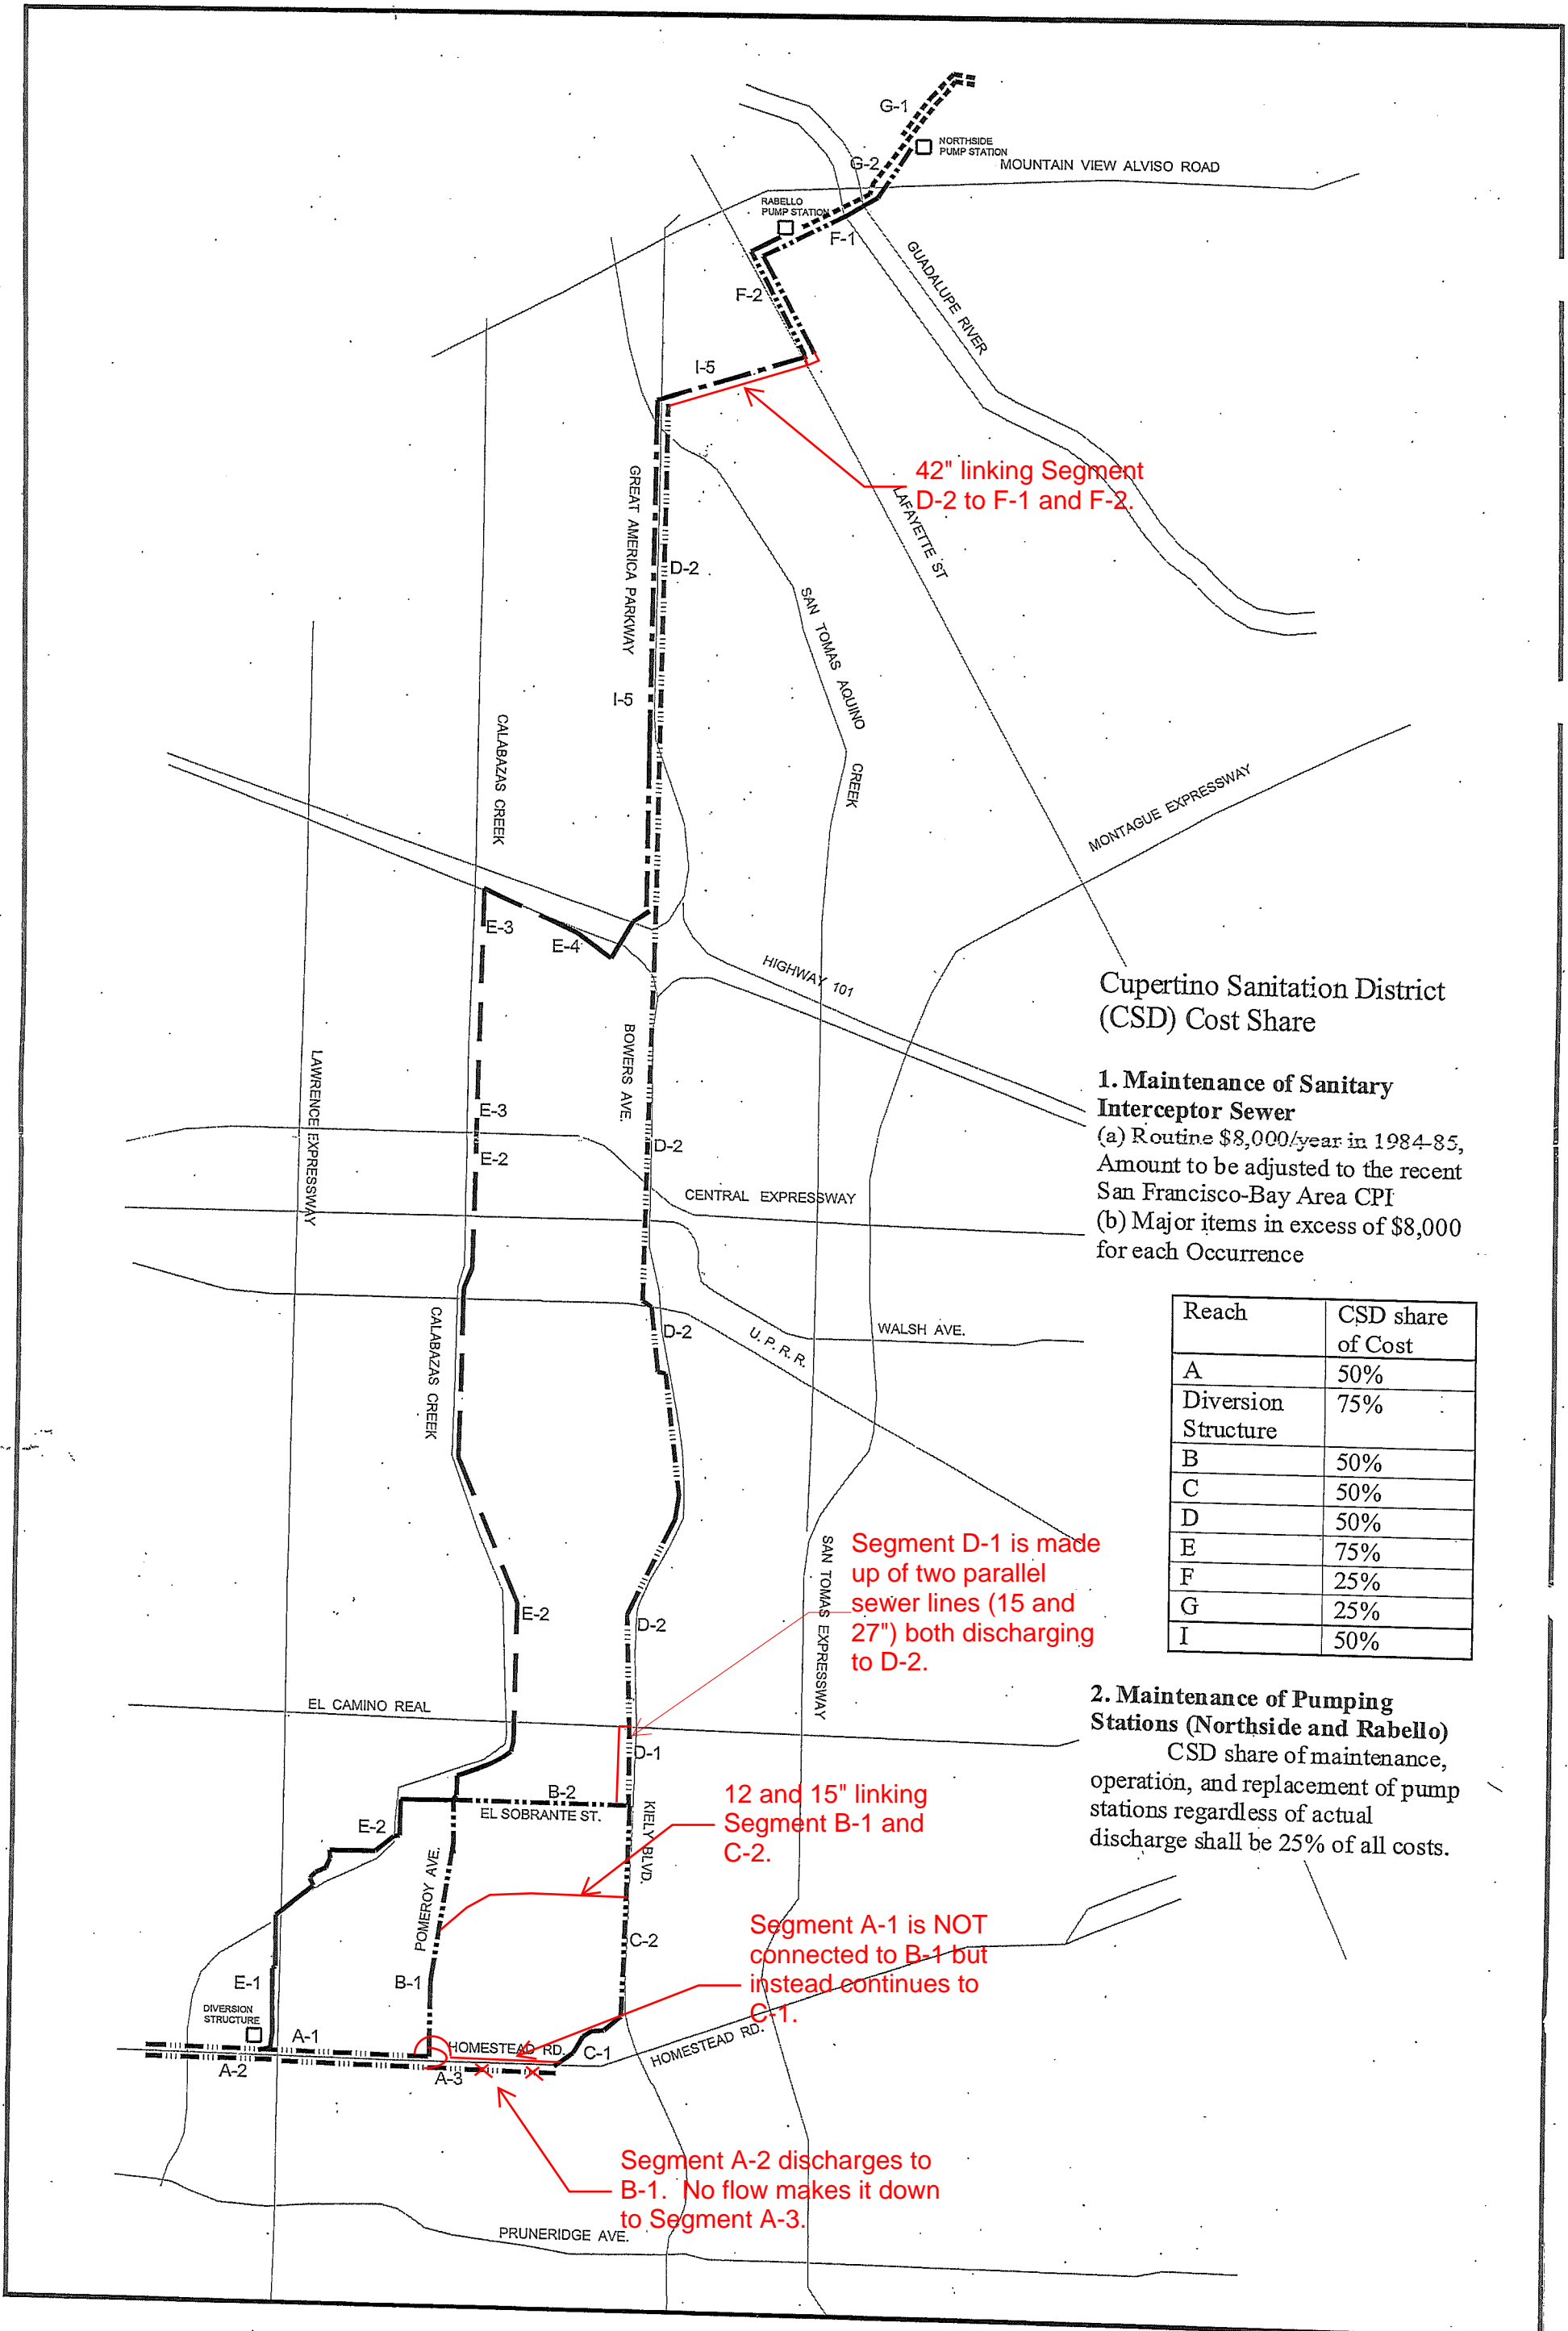 G-1
NORTHSIDE
PUMP STATION
G-2
MOUNTAIN VIEW ALVISO ROAD
RABELLO
PUMP STATION
F-1
GUADALUPE RIVER
F-2
I-5
42" linking Segment
D-2 to F-1 and F-2.
GREAT AMERICA PARKWAY
LAFAYETTE ST
D-2
SAN TOMAS AQUINO
CREEK
I-5
CALABAZAS CREEK
MONTAGUE EXPRESSWAY
E-3
E-4
HIGHWAY 101
Cupertino Sanitation District
(CSD) Cost Share
BOWERS AVE.
LAWRENCE EXPRESSWAY
1. Maintenance of Sanitary
Interceptor Sewer
(a) Routine $8,000/year in 1984-85,
Amount to be adjusted to the recent
San Francisco-Bay Area CPI
(b) Major items in excess of $8,000
for each Occurrence
E-3
E-2
D-2
CENTRAL EXPRESSWAY
D-2
U.P.R.R.
WALSH AVE.
CALABAZAS CREEK
Reach
CSD share
of Cost
A
50%
Diversion
Structure
75%
B
50%
C
50%
D
50%
E
75%
F
25%
G
25%
I
50%
Segment D-1 is made
up of two parallel
sewer lines (15 and
27") both discharging
to D-2.
SAN TOMAS EXPRESSWAY
E-2
D-2
EL CAMINO REAL
2. Maintenance of Pumping
Stations (Northside and Rabello)
CSD share of maintenance,
operation, and replacement of pump
stations regardless of actual
discharge shall be 25% of all costs.
D-1
B-2
EL SOBRANTE ST.
KIELY BLVD.
12 and 15" linking
Segment B-1 and
C-2.
E-2
POMEROY AVE.
Segment A-1 is NOT
connected to B-1 but
instead continues to
C-1.
C-2
E-1
B-1
DIVERSION
STRUCTURE
A-1
HOMESTEAD RD.
C-1
HOMESTEAD RD.
A-2
A-3
Segment A-2 discharges to
B-1. No flow makes it down
to Segment A-3.
PRUNERIDGE AVE.